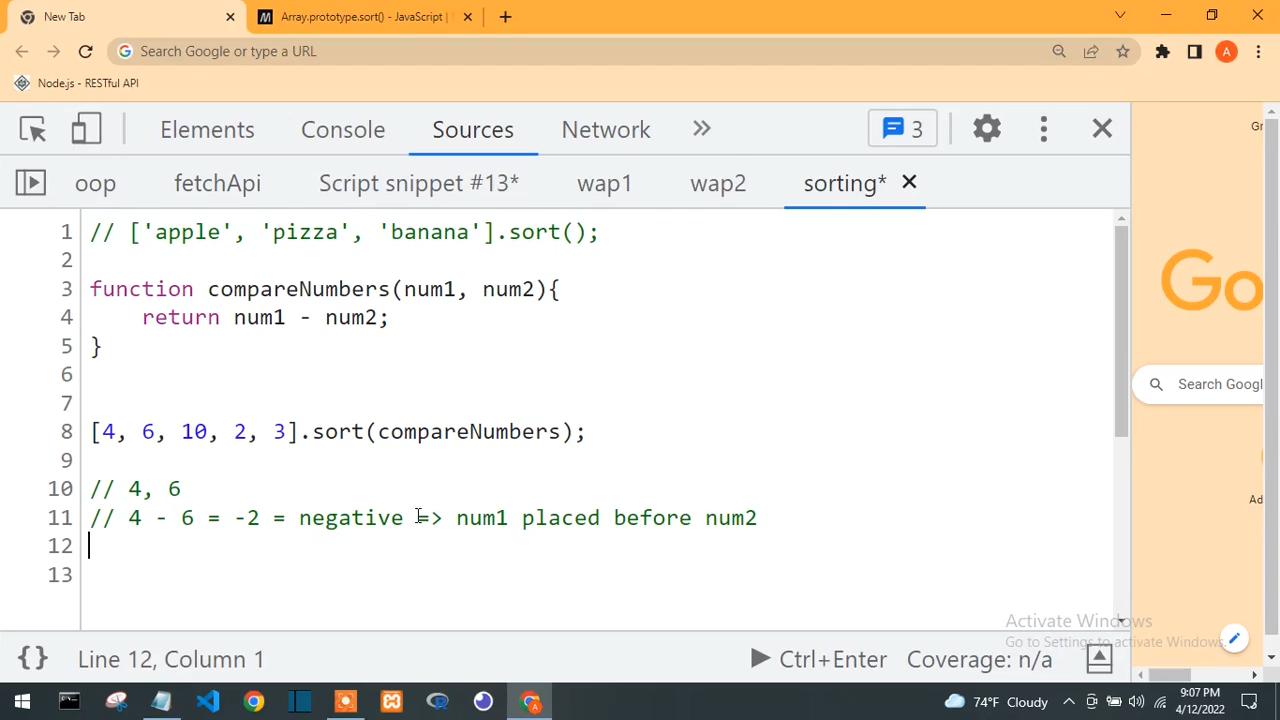 New Tab
Array.prototype.sort() - JavaScript |
Search Google or type a URL
A
Node.js - RESTful API
Elements Console Sources Network 3
oop fetchApi Script snippet #13* wap1 wap2 sorting*
1 // ['apple', 'pizza', 'banana'].sort();
2
3 function compareNumbers(num1, num2){
4 return num1 - num2;
5 }
6
7
8 [4, 6, 10, 2, 3].sort(compareNumbers);
9
10 // 4, 6
11 // 4 - 6 = -2 = negative => num1 placed before num2
12
13
{ } Line 12, Column 1 Ctrl+Enter Coverage: n/a
Go
Search Googl
Activate Windows
Go to Settings to activate Windows.
74°F Cloudy
9:07 PM
4/12/2022